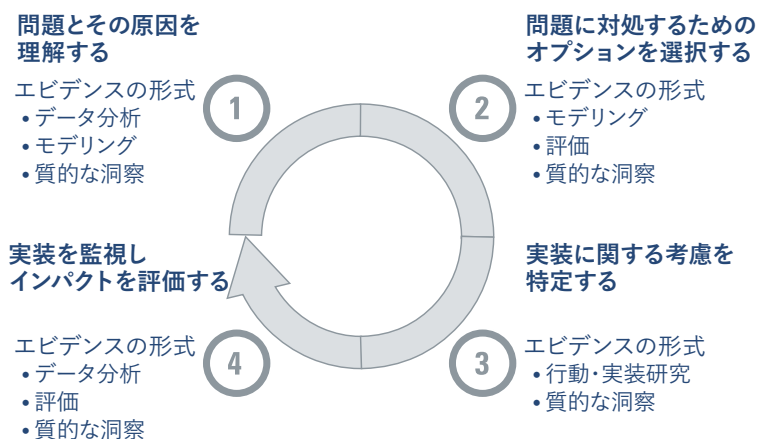 問題とその原因を
理解する
エビデンスの形式
• データ分析
• モデリング
• 質的な洞察
1
問題に対処するための
オプションを選択する
エビデンスの形式
• モデリング
• 評価
• 質的な洞察
2
実装に関する考慮を
特定する
エビデンスの形式
• 行動・実装研究
• 質的な洞察
3
実装を監視し
インパクトを評価する
エビデンスの形式
• データ分析
• 評価
• 質的な洞察
4